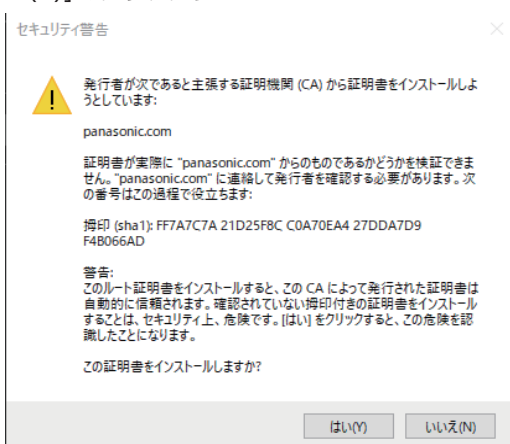 セキュリティ警告
発行者が次であると主張する証明機関 (CA) から証明書をインストールしよ
うとしています:
panasonic.com
証明書が実際に "panasonic.com" からのものであるかどうかを検証できま
せん。"panasonic.com" に連絡して発行者を確認する必要があります。次
の番号はこの過程で役立ちます:
拇印 (sha1): FF7A7C7A 21D25F8C C0A70EA4 27DDA7D9
F4B066AD
警告:
このルート証明書をインストールすると、この CA によって発行された証明書は
自動的に信頼されます。確認されていない拇印付きの証明書をインストール
することは、セキュリティ上、危険です。[はい] をクリックすると、この危険を認
識したことになります。
この証明書をインストールしますか?
はい(Y) いいえ(N)